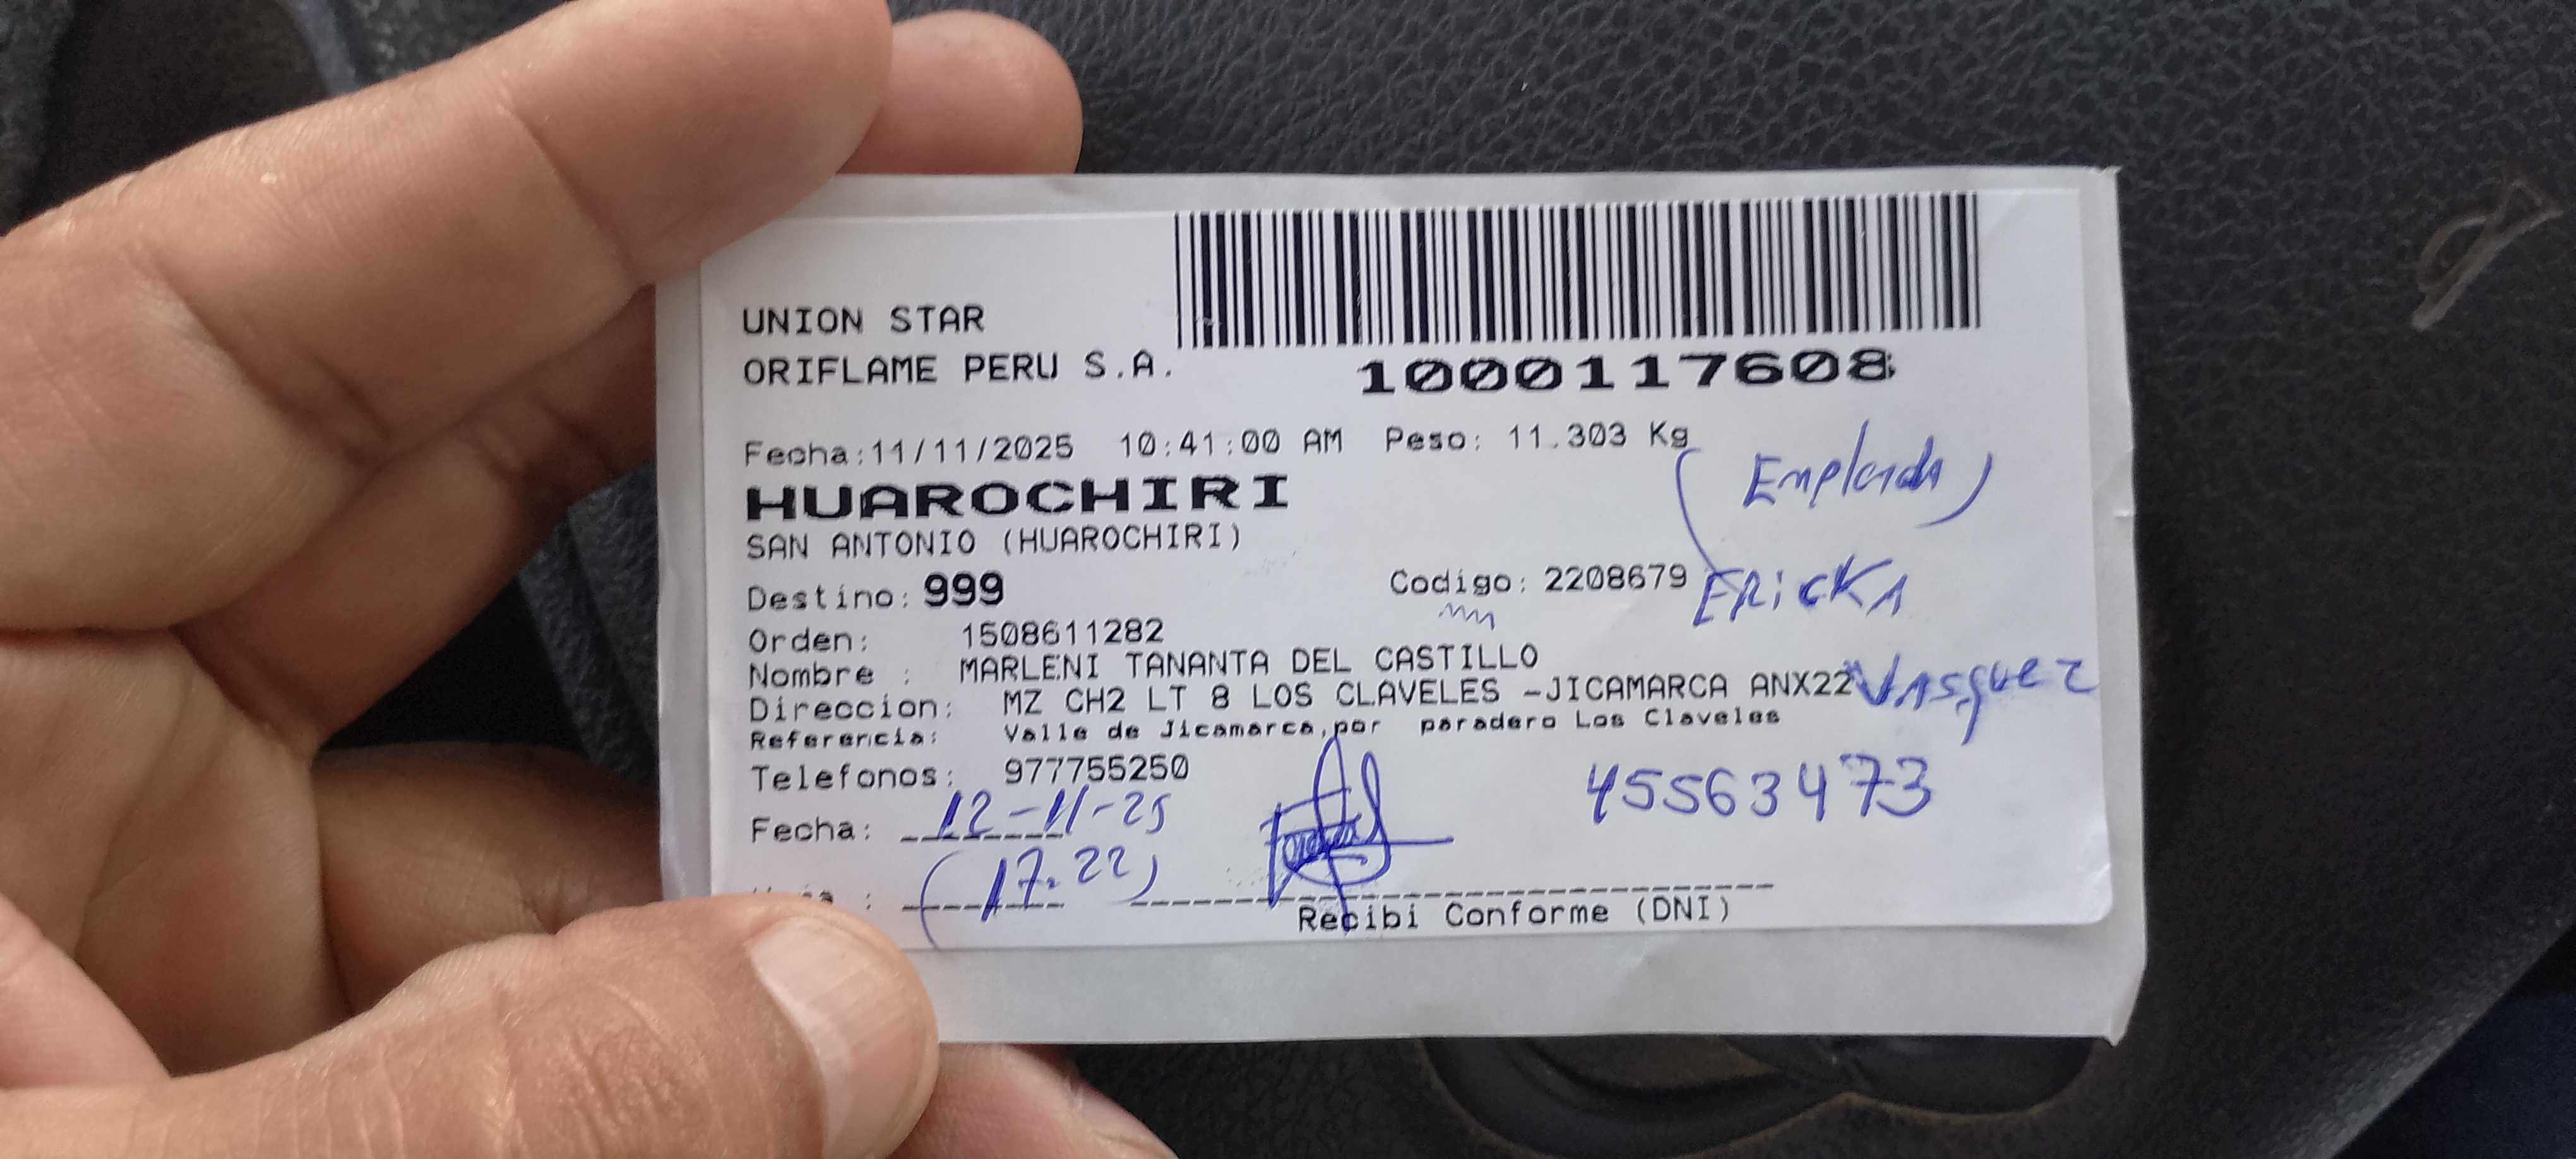 UNION STAR
ORIFLAME PERU S.A.
1000117608
Fecha:11/11/2025 10:41:00 AM Peso: 11.303 Kg
HUAROCHIRI
SAN ANTONIO (HUAROCHIRI)
Destino: 999 Codigo: 2208679
Orden: 1508611282
Nombre : MARLENI TANANTA DEL CASTILLO
Direccion: MZ CH2 LT 8 LOS CLAVELES -JICAMARCA ANX22
Referencia: Valle de Jicamarca,por paradero Los Claveles
Telefonos: 977755250
Fecha: 12-11-25
: (17.22)
Recibi Conforme (DNI)
ERicKA
VAsquez
45563473